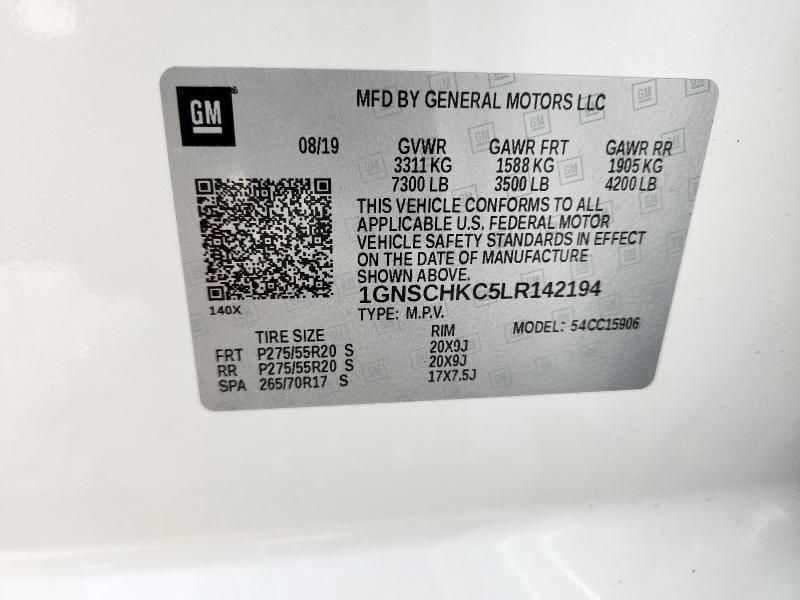 GM
MFD BY GENERAL MOTORS LLC
08/19 GVWR GAWR FRT GAWR RR
3311 KG 1588 KG 1905 KG
7300 LB 3500 LB 4200 LB
THIS VEHICLE CONFORMS TO ALL
APPLICABLE U.S. FEDERAL MOTOR
VEHICLE SAFETY STANDARDS IN EFFECT
ON THE DATE OF MANUFACTURE
SHOWN ABOVE.
1GNSCHKC5LR142194
140X
TYPE: M.P.V. MODEL: 54CC15906
TIRE SIZE RIM
FRT P275/55R20 S 20X9J
RR P275/55R20 S 20X9J
SPA 265/70R17 S 17X7.5J